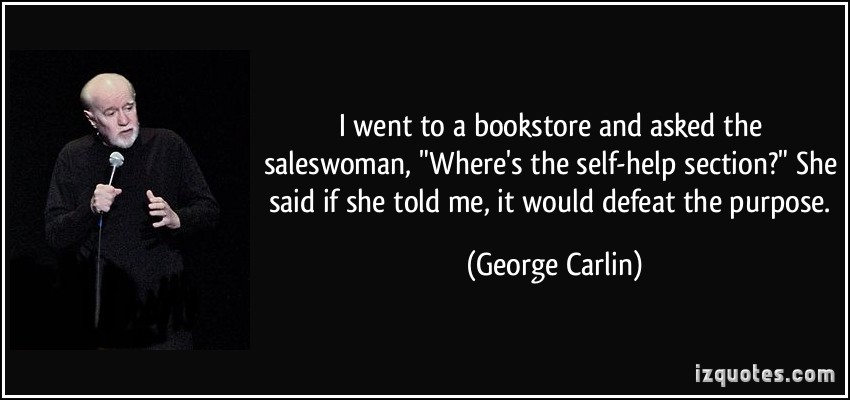 I went to a bookstore and asked the
saleswoman, "Where's the self-help section?" She
said if she told me, it would defeat the purpose.
(George Carlin)
izquotes.com